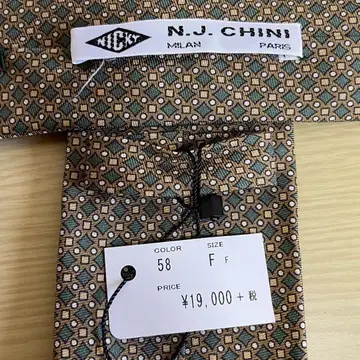 NICKY
N.J. CHINI
MILAN PARIS
COLOR SIZE
58 F F
PRICE
¥19,000+税